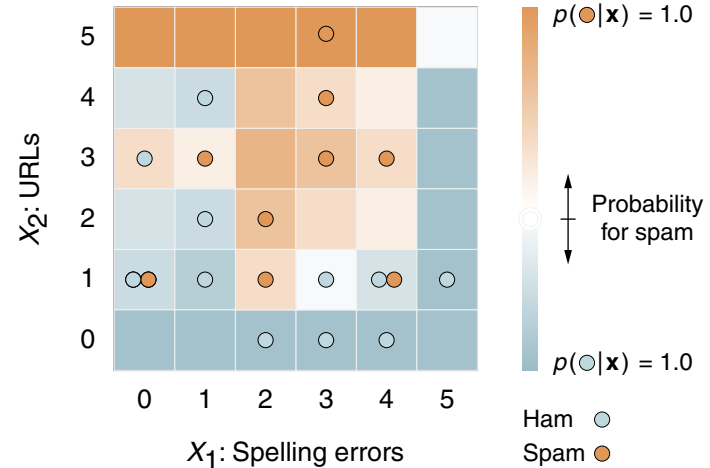 5
4
3
2
1
0
X2: URLs
0 1 2 3 4 5
X1: Spelling errors
p( |x) = 1.0
Probability
for spam
p( |x) = 1.0
Ham
Spam